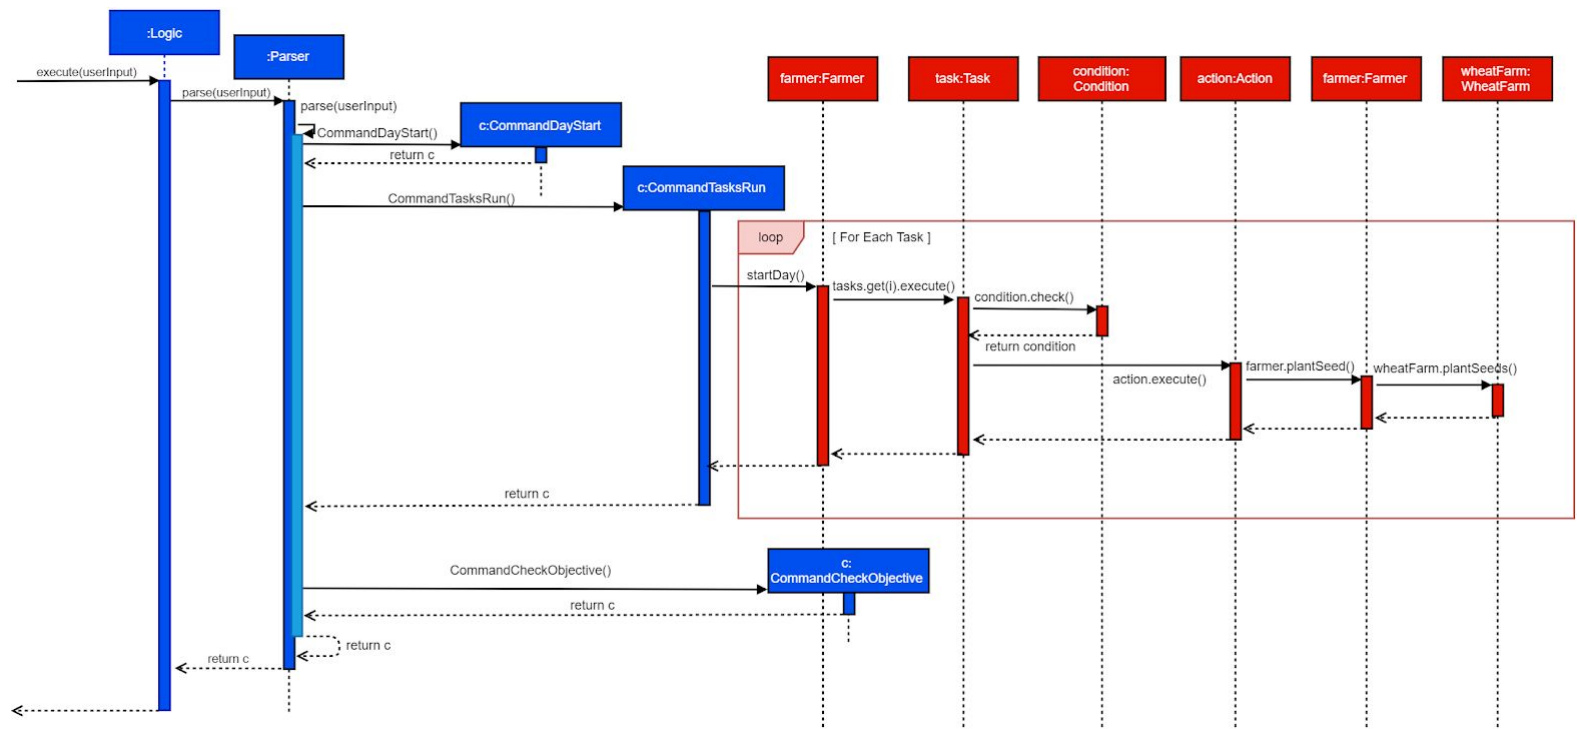 :Logic
:Parser
execute(userInput)
parse(userInput)
parse(userInput)
CommandDayStart()
c:CommandDayStart
return c
CommandTasksRun()
c:CommandTasksRun
farmer:Farmer
task:Task
condition:
Condition
action:Action
farmer:Farmer
wheatFarm:
WheatFarm
loop
[ For Each Task ]
startDay()
tasks.get(i).execute()
condition.check()
return condition
action.execute()
farmer.plantSeed()
wheatFarm.plantSeeds()
return c
CommandCheckObjective()
c:
CommandCheckObjective
return c
return c
return c